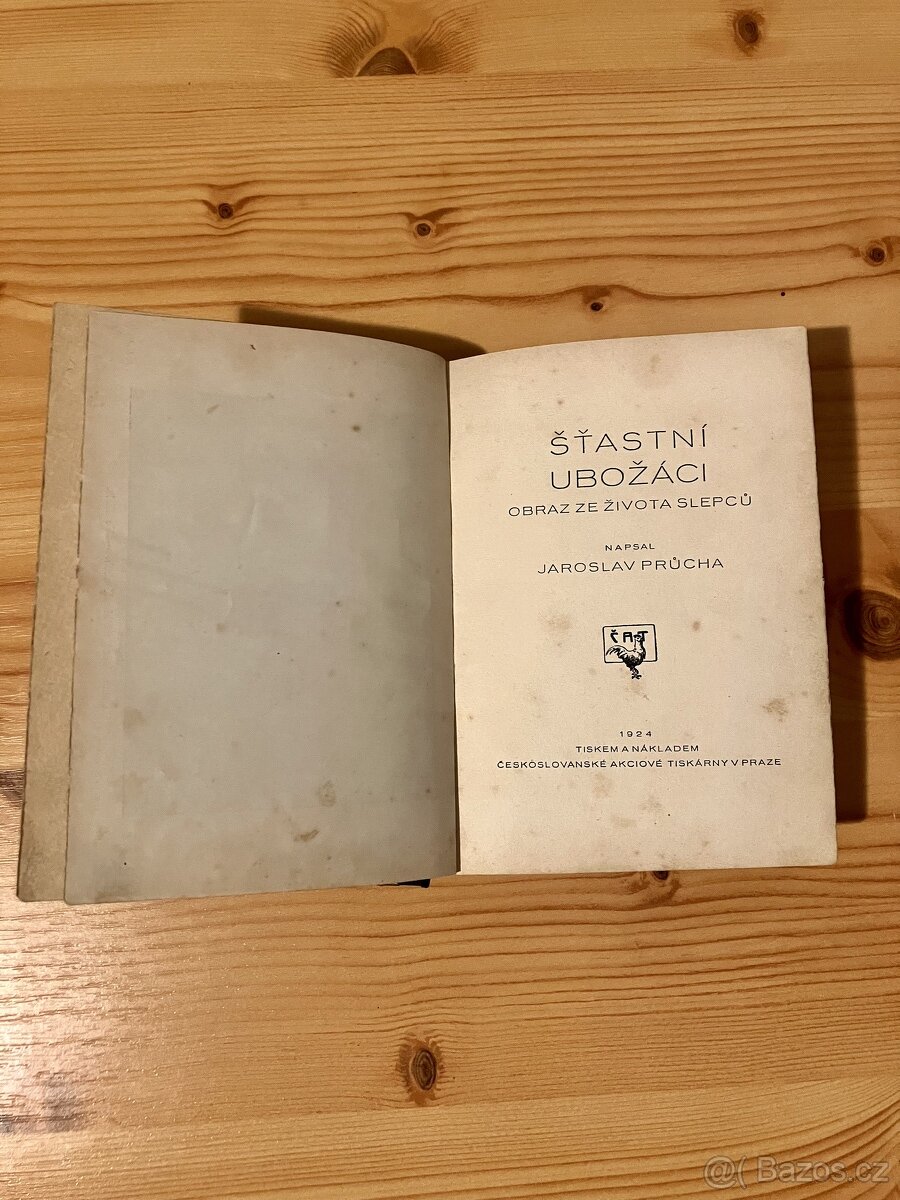 ŠŤASTNÍ
UBOŽÁCI
OBRAZ ZE ŽIVOTA SLEPCŮ
NAPSAL
JAROSLAV PRŮCHA
ČAT
1924
TISKEM A NÁKLADEM
ČESKOSLOVANSKÉ AKCIOVÉ TISKÁRNY V PRAZE
@( Bazos.cz